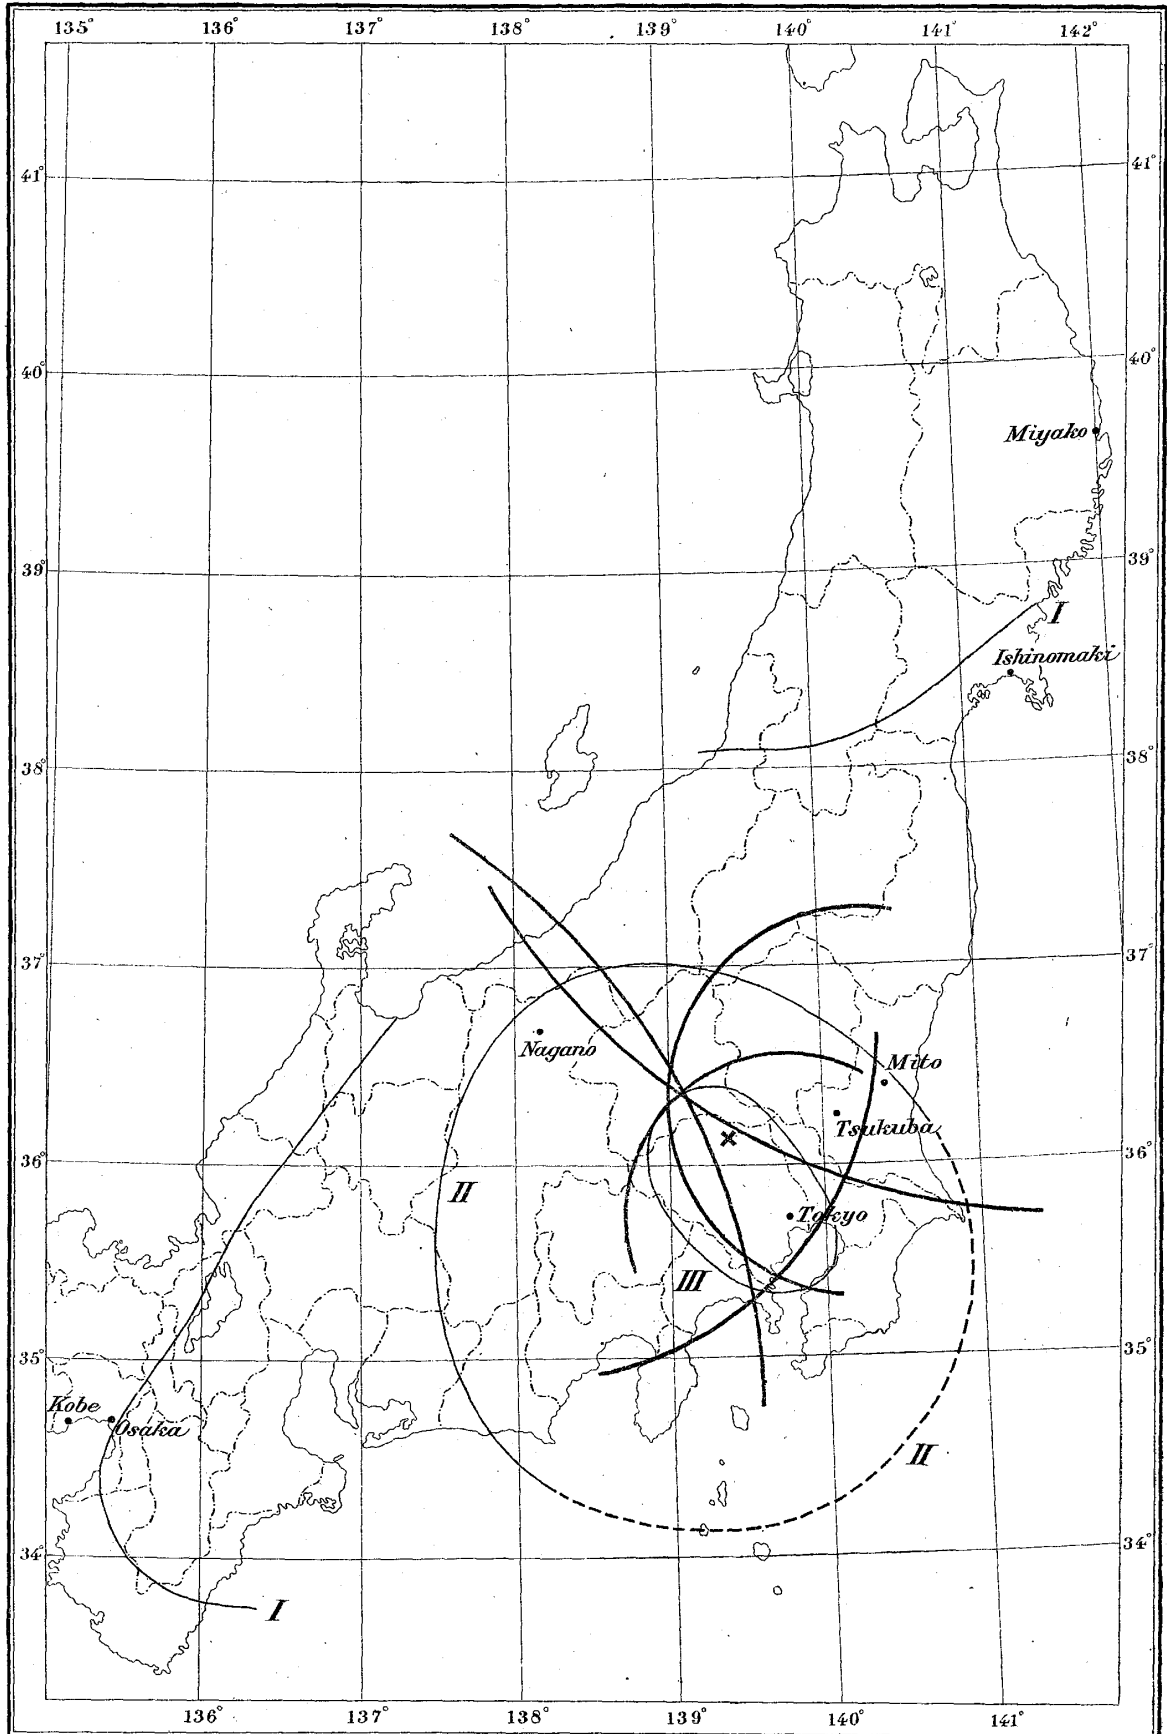 135° 136° 137° 138° 139° 140° 141° 142°
41° 41°
40° 40°
Miyako
39° 39°
I
Ishinomaki
38° 38°
37° 37°
Nagano
Mito
Tsukuba
36° 36°
II
Tokyo
III
35° 35°
Kobe
Osaka
II
34° 34°
I
136° 137° 138° 139° 140° 141°